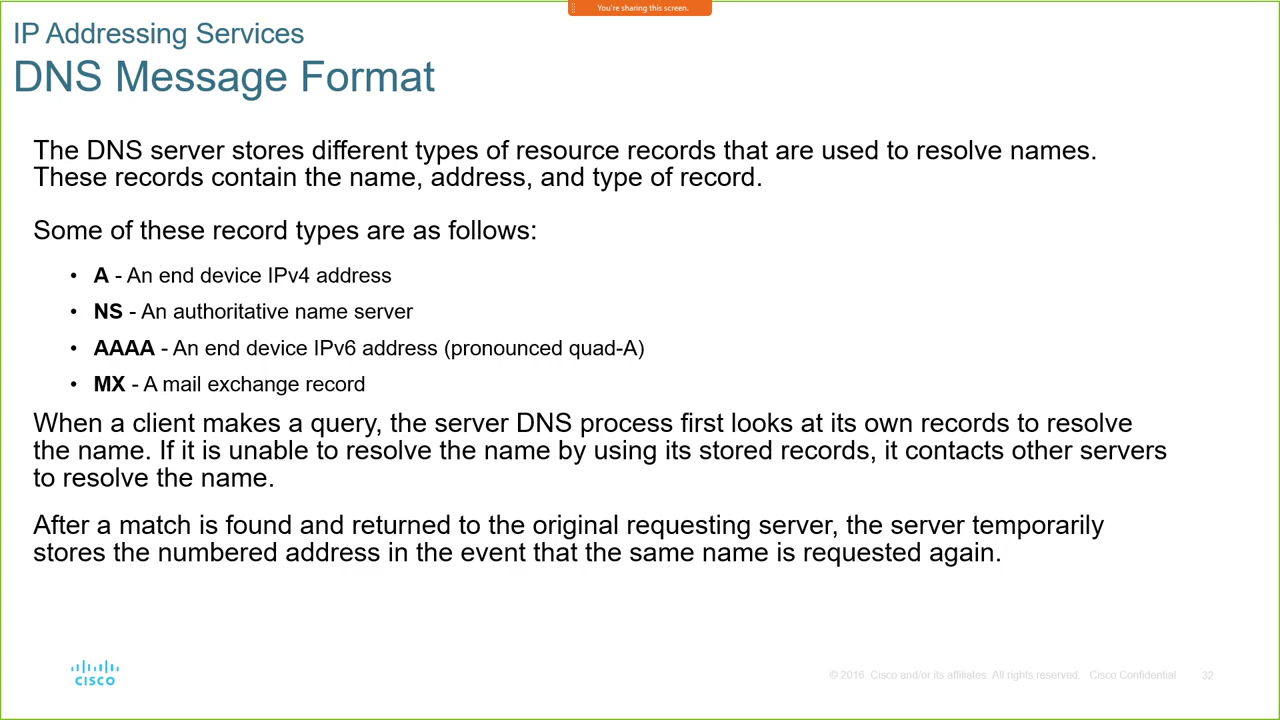 You're sharing this screen.
IP Addressing Services
DNS Message Format
The DNS server stores different types of resource records that are used to resolve names.
These records contain the name, address, and type of record.
Some of these record types are as follows:
• A - An end device IPv4 address
• NS - An authoritative name server
• AAAA - An end device IPv6 address (pronounced quad-A)
• MX - A mail exchange record
When a client makes a query, the server DNS process first looks at its own records to resolve
the name. If it is unable to resolve the name by using its stored records, it contacts other servers
to resolve the name.
After a match is found and returned to the original requesting server, the server temporarily
stores the numbered address in the event that the same name is requested again.
CISCO
© 2016 Cisco and/or its affiliates. All rights reserved. Cisco Confidential 32